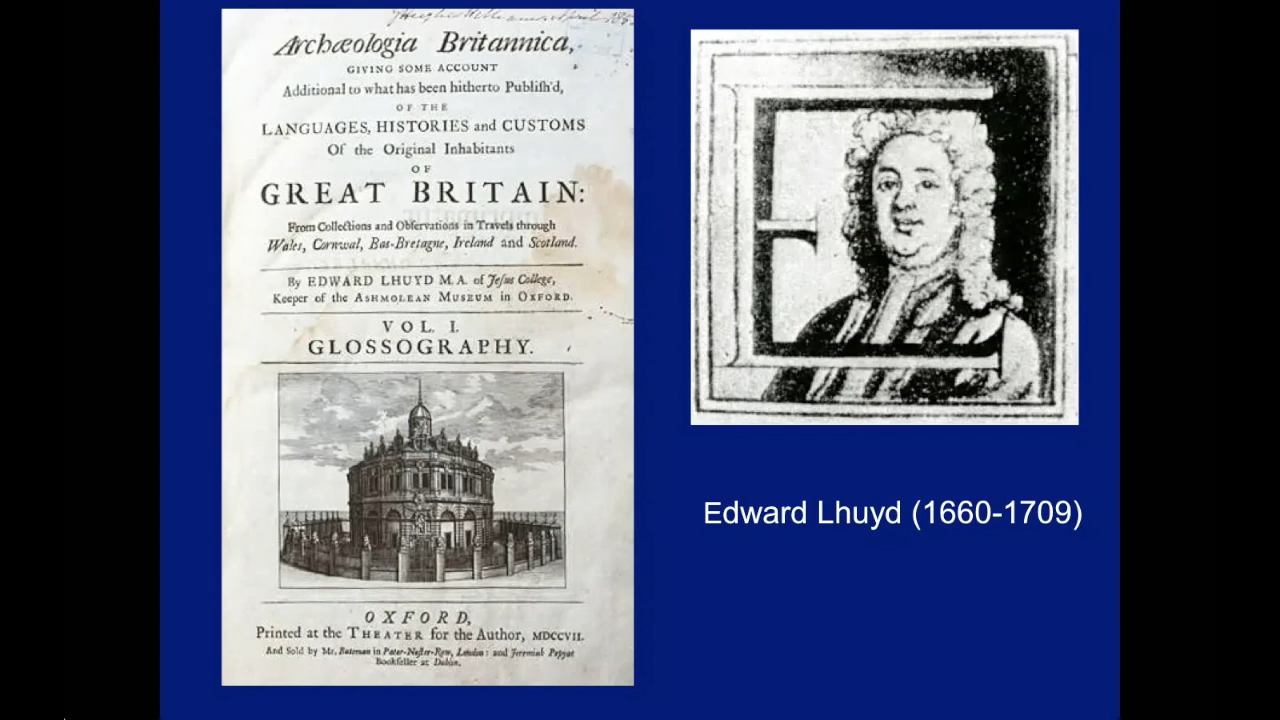 Archæologia Britannica,
GIVING SOME ACCOUNT
Additional to what has been hitherto Publiſh'd,
OF THE
LANGUAGES, HISTORIES and CUSTOMS
Of the Original Inhabitants
OF
GREAT BRITAIN:
From Collections and Obſervations in Travels through
Wales, Cornwal, Bas-Bretagne, Ireland and Scotland.
By EDWARD LHUYD M.A. of Jeſus College,
Keeper of the ASHMOLEAN MUSEUM in OXFORD.
VOL. I.
GLOSSOGRAPHY.
OXFORD,
Printed at the THEATER for the Author, MDCCVII.
And Sold by Mr. Bateman in Pater-Noſter-Row, London: and Jeremiah Pepyat
Bookſeller at Dublin.
E
Edward Lhuyd (1660-1709)